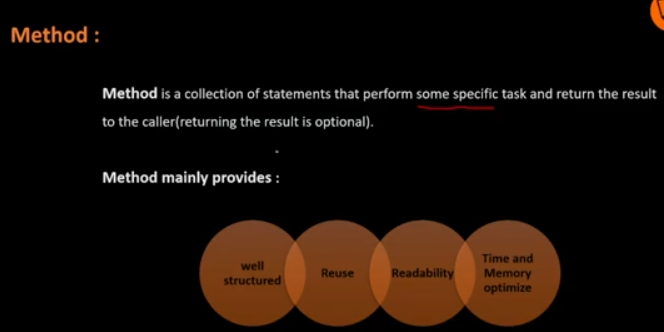 Method :
Method is a collection of statements that perform some specific task and return the result
to the caller(returning the result is optional).
Method mainly provides :
well
structured
Reuse
Readability
Time and
Memory
optimize